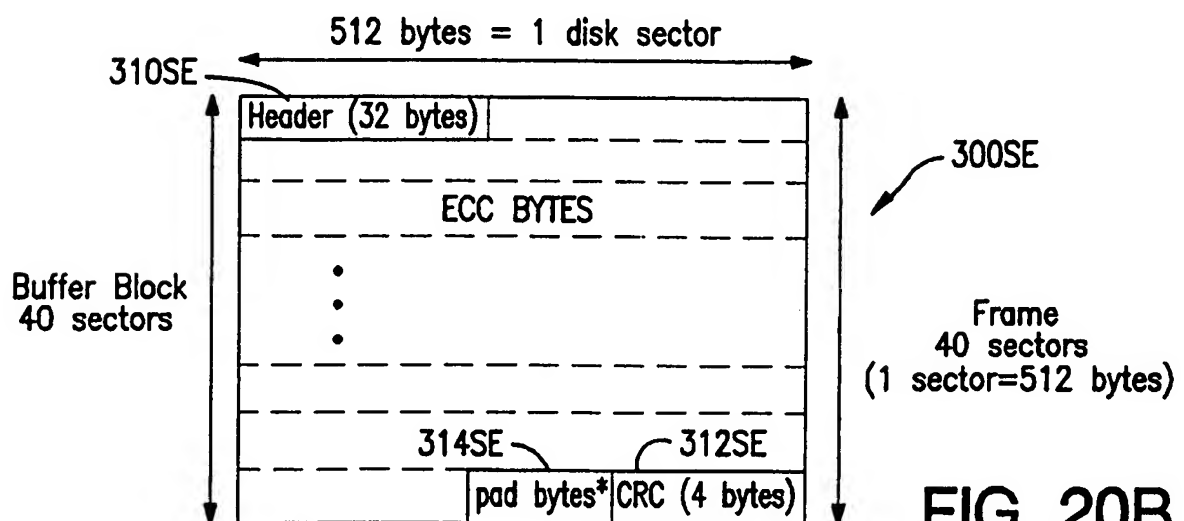 512 bytes = 1 disk sector
310SE
Header (32 bytes)
300SE
ECC BYTES
Buffer Block
40 sectors
Frame
40 sectors
(1 sector=512 bytes)
314SE
312SE
pad bytes*
CRC (4 bytes)
FIG. 20B